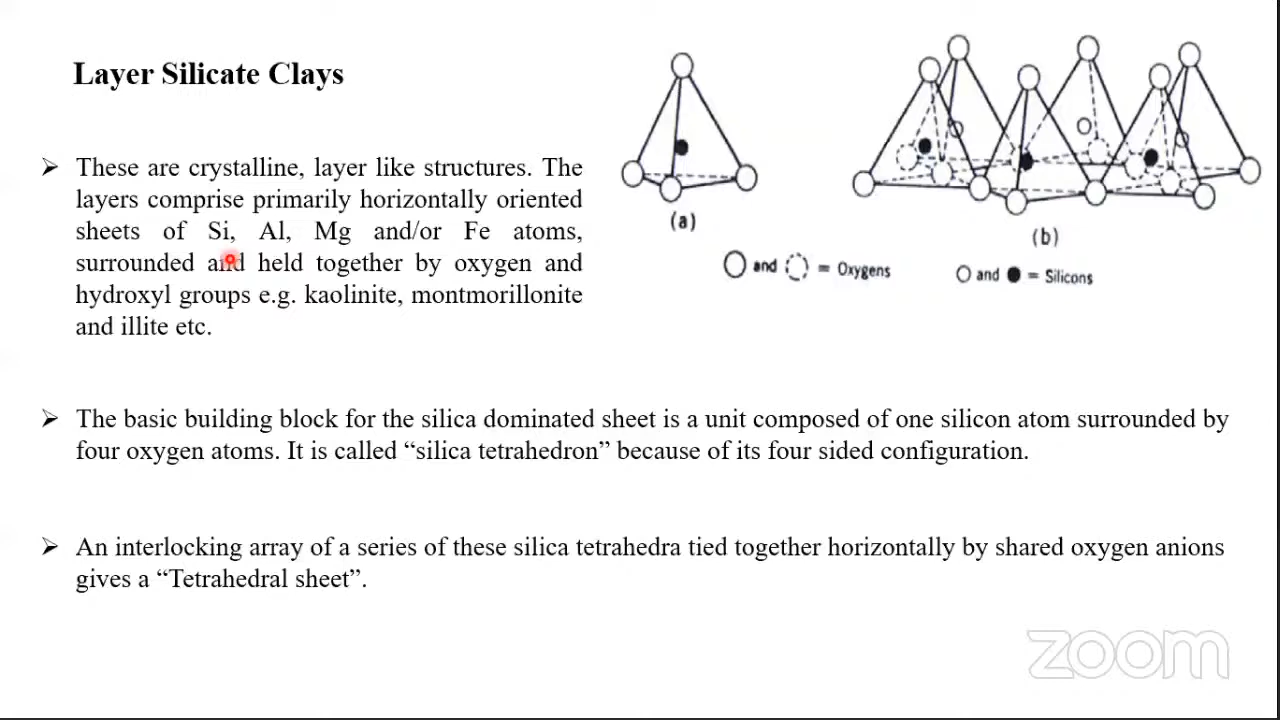 Layer Silicate Clays
➢ These are crystalline, layer like structures. The
layers comprise primarily horizontally oriented
sheets of Si, Al, Mg and/or Fe atoms,
surrounded and held together by oxygen and
hydroxyl groups e.g. kaolinite, montmorillonite
and illite etc.
(a)
(b)
and = Oxygens
and = Silicons
➢ The basic building block for the silica dominated sheet is a unit composed of one silicon atom surrounded by
four oxygen atoms. It is called “silica tetrahedron” because of its four sided configuration.
➢ An interlocking array of a series of these silica tetrahedra tied together horizontally by shared oxygen anions
gives a “Tetrahedral sheet”.
zoom